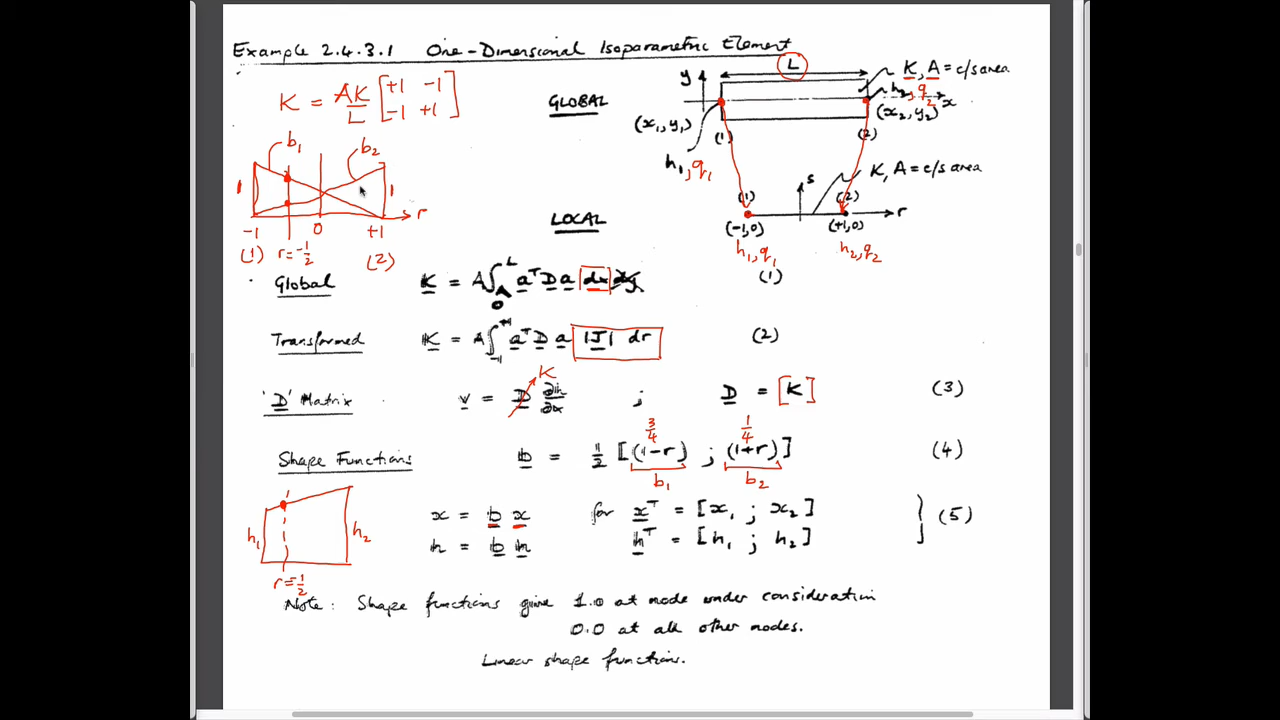 Example 2.4.3.1 One-Dimensional Isoparametric Element
K = AK/L [+1 -1
-1 +1]
GLOBAL
y
L
K, A = c/s area
h2, q2
x
(x1, y1)
(x2, y2)
(1)
(2)
h1, q1
b1
b2
1
1
-1
0
+1
r
(1)
r=-1/2
(2)
LOCAL
s
K, A = c/s area
(1)
(2)
r
(-1,0)
(+1,0)
h1, q1
h2, q2
Global K = A∫0^L a^T D a dx dy (1)
Transformed K = A∫-1^+1 a^T D a |J| dr (2)
'D' Matrix v = D ∂h/∂x ; D = [K] (3)
K
3/4
1/4
Shape Functions b = 1/2 [(1-r) ; (1+r)] (4)
b1
b2
x = b x for x^T = [x1 ; x2]
h = b h h^T = [h1 ; h2] } (5)
h1
h2
r=-1/2
Note: Shape functions give 1.0 at node under consideration
0.0 at all other nodes.
Linear shape functions.